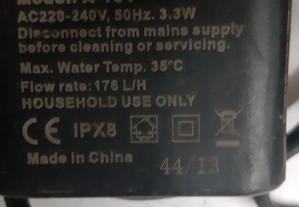 AC220-240V, 50Hz. 3.3W
Disconnect from mains supply
before cleaning or servicing.
Max. Water Temp. 35°C
Flow rate: 176 L/H
HOUSEHOLD USE ONLY
CE IPX8
Made in China 44/13